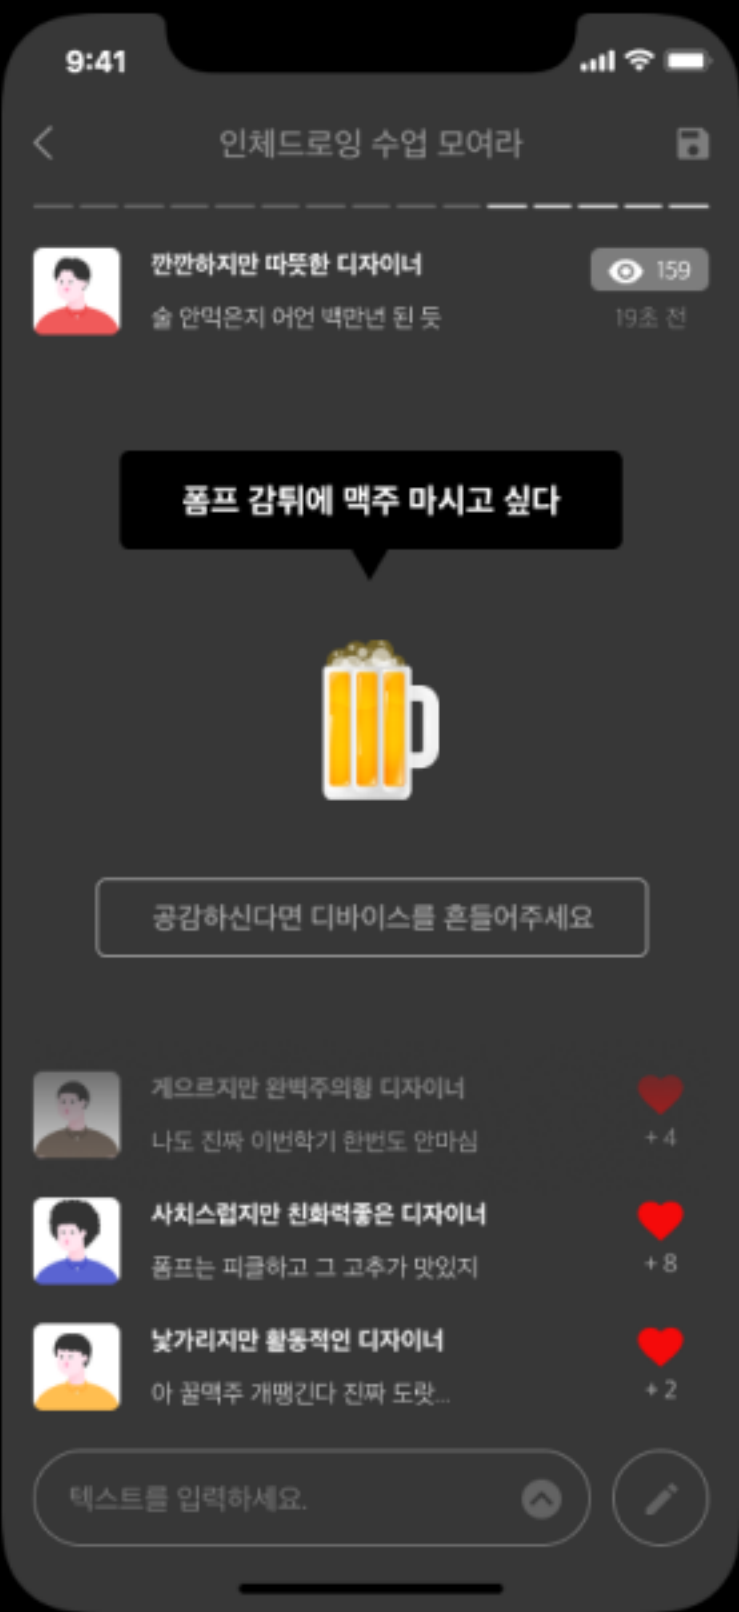 9:41
인체드로잉 수업 모여라
깐깐하지만 따뜻한 디자이너
159
술 안먹은지 어언 백만년 된 듯
19초 전
폼프 감튀에 맥주 마시고 싶다
공감하신다면 디바이스를 흔들어주세요
게으르지만 완벽주의형 디자이너
나도 진짜 이번학기 한번도 안마심
+ 4
사치스럽지만 친화력좋은 디자이너
폼프는 피클하고 그 고추가 맛있지
+ 8
낯가리지만 활동적인 디자이너
아 꿀맥주 개땡긴다 진짜 도랏...
+ 2
텍스트를 입력하세요.